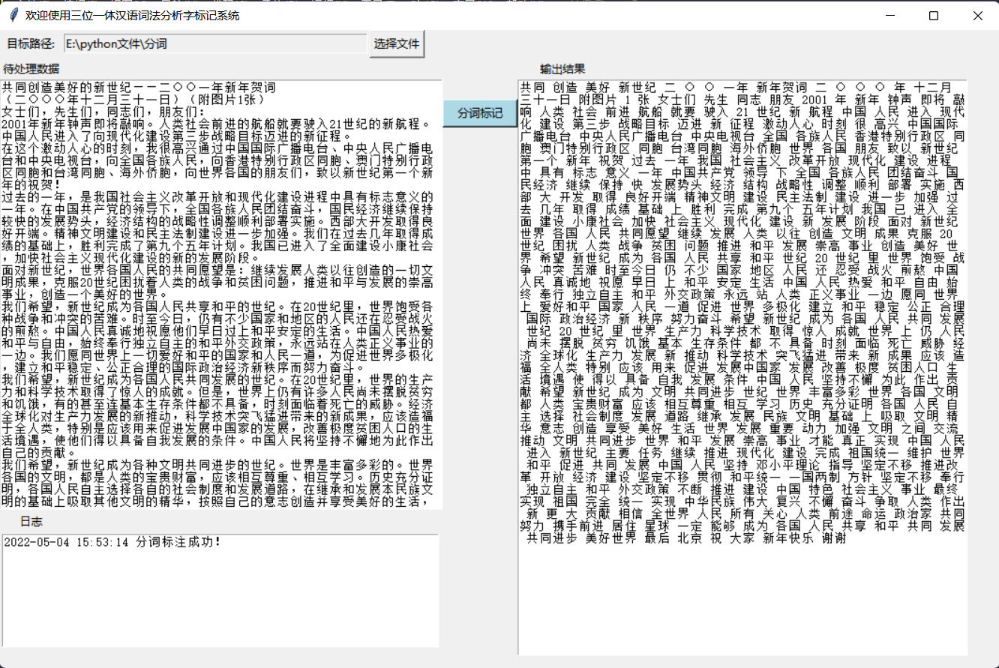 欢迎使用三位一体汉语词法分析字标记系统
目标路径:
E:\python文件\分词
选择文件
待处理数据
共同创造美好的新世纪——二○○一年新年贺词
（二○○○年十二月三十一日）（附图片1张）
女士们，先生们，同志们，朋友们：
2001年新年钟声即将敲响。人类社会前进的航船就要驶入21世纪的新航程。
中国人民进入了向现代化建设第三步战略目标迈进的新征程。
在这个激动人心的时刻，我很高兴通过中国国际广播电台、中央人民广播电
台和中央电视台，向全国各族人民，向香港特别行政区同胞、澳门特别行政
区同胞和台湾同胞、海外侨胞，向世界各国的朋友们，致以新世纪第一个新
年的祝贺！
过去的一年，是我国社会主义改革开放和现代化建设进程中具有标志意义的
一年。在中国共产党的领导下，全国各族人民团结奋斗，国民经济继续保持
较快的发展势头，经济结构的战略性调整顺利部署实施。西部大开发取得良
好开端。精神文明建设和民主法制建设进一步加强。我们在过去几年取得成
绩的基础上，胜利完成了第九个五年计划。我国已进入了全面建设小康社会
，加快社会主义现代化建设的新的发展阶段。
面对新世纪，世界各国人民的共同愿望是：继续发展人类以往创造的一切文
明成果，克服20世纪困扰着人类的战争和贫困问题，推进和平与发展的崇高
事业，创造一个美好的世界。
我们希望，新世纪成为各国人民共享和平的世纪。在20世纪里，世界饱受各
种战争和冲突的苦难。时至今日，仍有不少国家和地区的人民还在忍受战火
的煎熬。中国人民真诚地祝愿他们早日过上和平安定的生活。中国人民热爱
和平与自由，始终奉行独立自主的和平外交政策，永远站在人类正义事业的
一边。我们愿同世界上一切爱好和平的国家和人民一道，为促进世界多极化
，建立和平稳定、公正合理的国际政治经济新秩序而努力奋斗。
我们希望，新世纪成为各国人民共同发展的世纪。在20世纪里，世界的生产
力和科学技术取得了惊人的成就。但是，世界上仍有许多人民尚未摆脱贫穷
和饥饿，有的甚至连基本生存条件都不具备，时刻面临着死亡的威胁。经济
全球化对生产力发展的新推动，科学技术突飞猛进带来的新成果，应该造福
于全人类，特别是应该用来促进发展中国家的发展，改善极度贫困人口的生
活境遇，使他们得以具备自我发展的条件。中国人民将坚持不懈地为此作出
自己的贡献。
我们希望，新世纪成为各种文明共同进步的世纪。世界是丰富多彩的。世界
各国的文明，都是人类的宝贵财富，应该相互尊重、相互学习。历史充分证
明，各国人民自主选择各自的社会制度和发展道路，在继承和发展本民族文
明的基础上吸取其他文明的精华，按照自己的意志创造并享受美好的生活，
日志
2022-05-04 15:53:14 分词标注成功！
分词标记
输出结果
共同 创造 美好 新世纪 二 ○ ○ 一年 新年贺词 二 ○ ○ ○ 年 十二月
三十一日 附图片 1 张 女士们 先生 同志 朋友 2001 年 新年 钟声 即将 敲
响 人类 社会 前进 航船 就要 驶入 21 世纪 新 航程 中国 人民 进入 现代
化 建设 第三步 战略目标 迈进 新 征程 激动人心 时刻 很 高兴 中国国际
广播电台 中央人民广播电台 中央电视台 全国 各族人民 香港特别行政区 同
胞 澳门特别行政区 同胞 台湾同胞 海外侨胞 世界 各国 朋友 致以 新世纪
第一个 新年 祝贺 过去 一年 我国 社会主义 改革开放 现代化 建设 进程
中 具有 标志 意义 一年 中国共产党 领导 下 全国 各族人民 团结奋斗 国
民经济 继续 保持 快 发展势头 经济 结构 战略性 调整 顺利 部署 实施 西
部 大 开发 取得 良好开端 精神文明 建设 民主法制 建设 进一步 加强 过
去 几年 取得 成绩 基础 上 胜利 完成 第九个 五年计划 我国 已 进入 全
面 建设 小康社会 加快 社会主义 现代化 建设 新 发展 阶段 面对 新世纪
世界 各国 人民 共同愿望 继续 发展 人类 以往 创造 文明 成果 克服 20
世纪 困扰 人类 战争 贫困 问题 推进 和平 发展 崇高 事业 创造 美好 世
界 希望 新世纪 成为 各国 人民 共享 和平 世纪 20 世纪 里 世界 饱受 战
争 冲突 苦难 时至今日 仍 不少 国家 地区 人民 还 忍受 战火 煎熬 中国
人民 真诚地 祝愿 早日 上 和平 安定 生活 中国 人民 热爱 和平 自由 始
终 奉行 独立自主 和平 外交政策 永远 站 人类 正义事业 一边 愿同 世界
上 爱好和平 国家 人民 一道 促进 世界 多极化 建立 和平 稳定 公正 合理
国际 政治经济 新 秩序 努力奋斗 希望 新世纪 成为 各国 人民 共同 发展
世纪 20 世纪 里 世界 生产力 科学技术 取得 惊人 成就 世界 上 仍 人民
尚未 摆脱 贫穷 饥饿 基本 生存条件 都 不 具备 时刻 面临 死亡 威胁 经
济 全球化 生产力 发展 新 推动 科学技术 突飞猛进 带来 新 成果 应该 造
福 全人类 特别 应该 用来 促进 发展中国家 发展 改善 极度 贫困人口 生
活 境遇 使 得以 具备 自我 发展 条件 中国 人民 坚持不懈 为此 作出 贡
献 希望 新世纪 成为 文明 共同进步 世纪 世界 丰富多彩 世界 各国 文明
都 人类 宝贵财富 应该 相互尊重 相互 学习 历史 充分证明 各国 人民 自
主 选择 社会制度 发展 道路 继承 发展 民族 文明 基础 上 吸取 文明 精
华 意志 创造 享受 美好 生活 世界 发展 重要 动力 加强 文明 之间 交流
推动 文明 共同进步 世界 和平 发展 崇高 事业 才能 真正 实现 中国 人民
进入 新世纪 主要 任务 继续 推进 现代化 建设 完成 祖国统一 维护 世界
和平 促进 共同 发展 中国 人民 坚持 邓小平理论 指导 坚定不移 推进改
革 开放 经济 建设 坚定不移 贯彻 和平统一 一国两制 方针 坚定不移 奉行
独立自主 和平 外交政策 不断 推进 建设 中国 特色 社会主义 事业 最终
实现 祖国 完全 统一 实现 中华民族 伟大 复兴 不懈 奋斗 争取 人类 作出
新 更 大 贡献 相信 全世界 人民 所有 关心 人类 前途 命运 政治家 共同
努力 携手前进 居住 星球 一定 能够 成为 各国 人民 共享 和平 共同 发展
共同进步 美好世界 最后 北京 祝 大家 新年快乐 谢谢